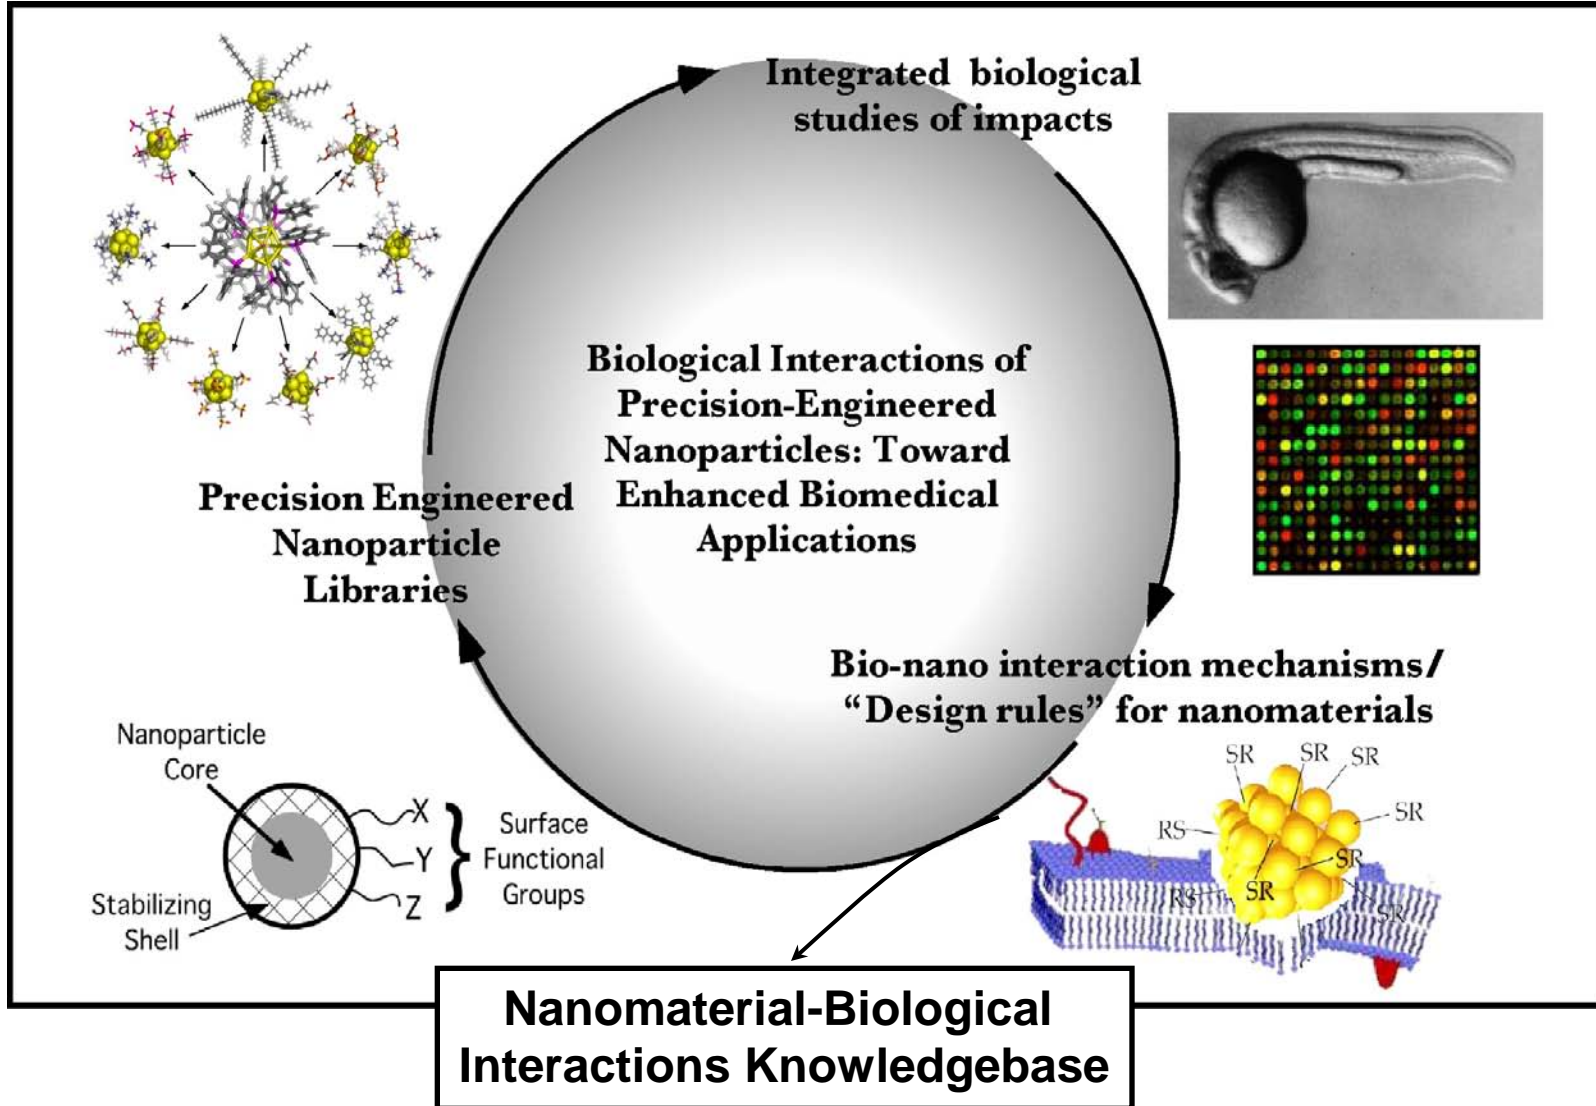 Integrated biological
studies of impacts
Biological Interactions of
Precision-Engineered
Nanoparticles: Toward
Enhanced Biomedical
Applications
Precision Engineered
Nanoparticle
Libraries
Bio-nano interaction mechanisms/
“Design rules” for nanomaterials
Nanoparticle
Core
X
Y
Z
Surface
Functional
Groups
Stabilizing
Shell
SR
SR
SR
SR
RS
SR
SR
RS
SR
Nanomaterial-Biological
Interactions Knowledgebase